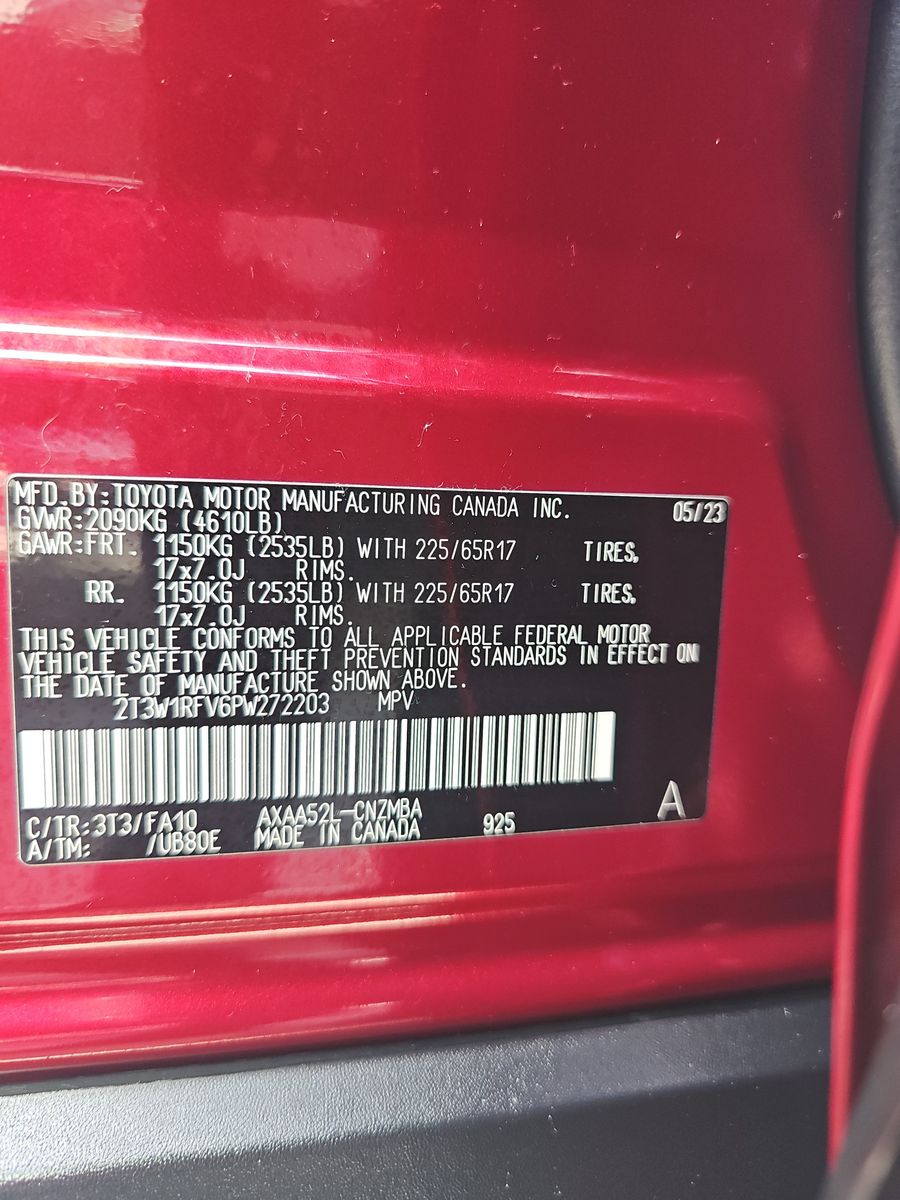 MFD. BY: TOYOTA MOTOR MANUFACTURING CANADA INC. 05/23
GVWR: 2090KG (4610LB)
GAWR: FRT. 1150KG (2535LB) WITH 225/65R17 TIRES,
17x7.0J RIMS.
RR. 1150KG (2535LB) WITH 225/65R17 TIRES,
17x7.0J RIMS.
THIS VEHICLE CONFORMS TO ALL APPLICABLE FEDERAL MOTOR
VEHICLE SAFETY AND THEFT PREVENTION STANDARDS IN EFFECT ON
THE DATE OF MANUFACTURE SHOWN ABOVE.
2T3W1RFV6PW272203 MPV
C/TR: 3T3/FA10 AXAA52L-CNZMBA A
A/TM: /UB80E MADE IN CANADA 925